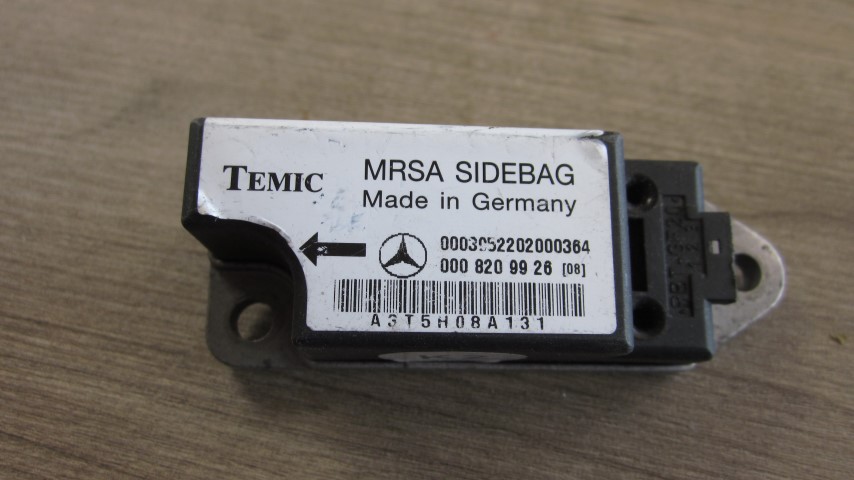 TEMIC
MRSA SIDEBAG
Made in Germany
0003052202000364
000 820 99 26 [08]
A3T5H08A131